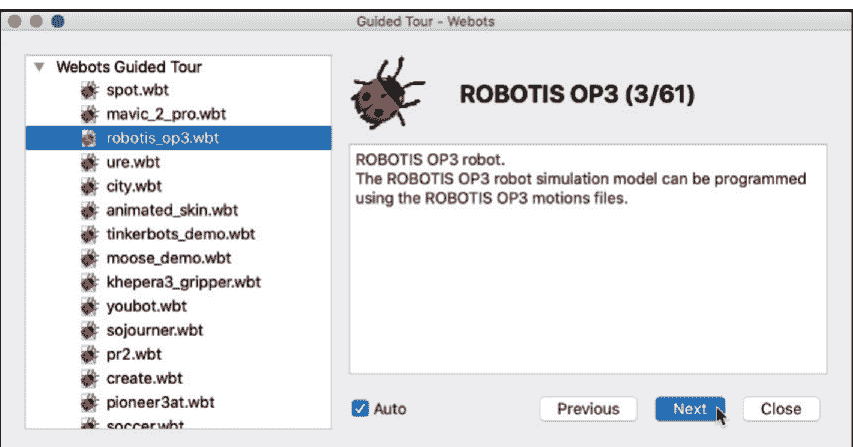 Guided Tour - Webots
Webots Guided Tour
spot.wbt
mavic_2_pro.wbt
robotis_op3.wbt
ure.wbt
city.wbt
animated_skin.wbt
tinkerbots_demo.wbt
moose_demo.wbt
khepera3_gripper.wbt
youbot.wbt
sojourner.wbt
pr2.wbt
create.wbt
pioneer3at.wbt
soccer.wbt
ROBOTIS OP3 (3/61)
ROBOTIS OP3 robot.
The ROBOTIS OP3 robot simulation model can be programmed
using the ROBOTIS OP3 motions files.
Auto
Previous
Next
Close